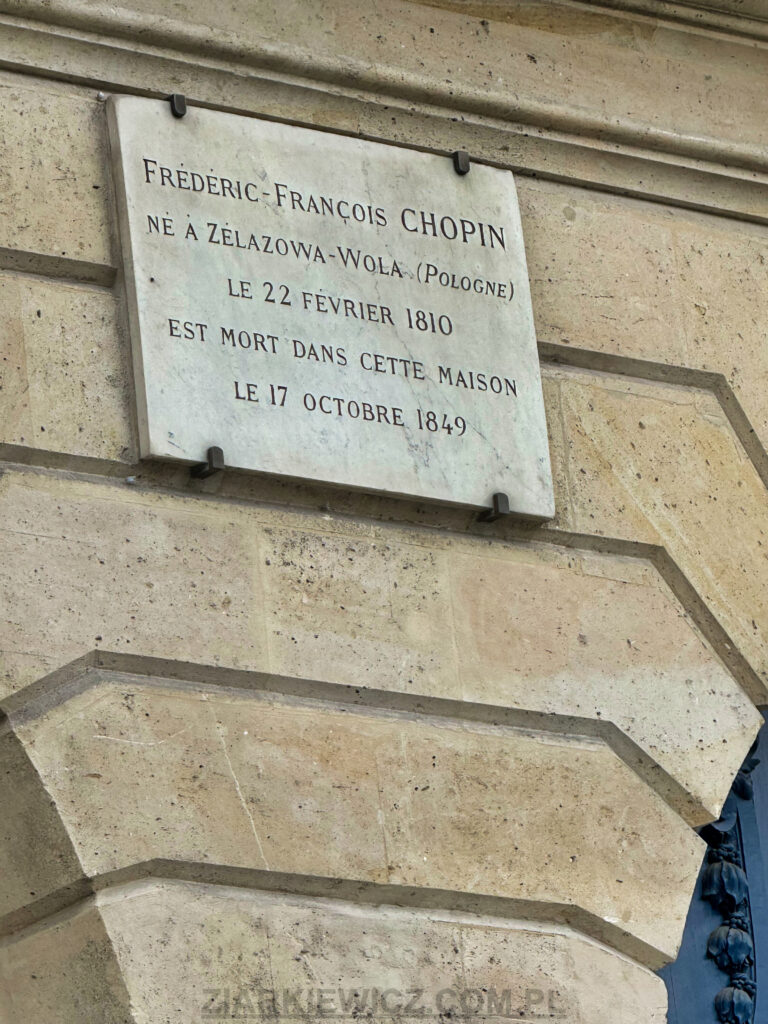 FRÉDÉRIC-FRANÇOIS CHOPIN
NÉ A ZÉLAZOWA-WOLA (POLOGNE)
LE 22 FÉVRIER 1810
EST MORT DANS CETTE MAISON
LE 17 OCTOBRE 1849
ZIARKIEWICZ.COM.PL